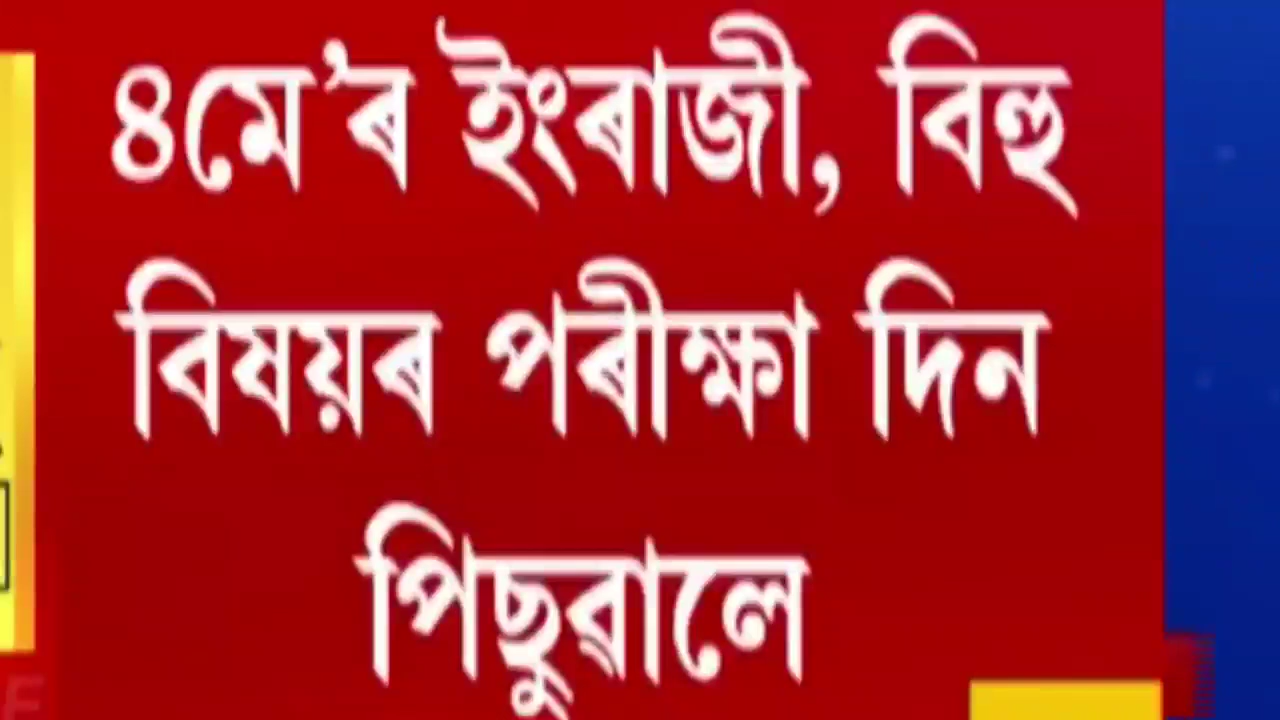 ৪মে'ৰ ইংৰাজী, বিহু
বিষয়ৰ পৰীক্ষা দিন
পিছুৱালে